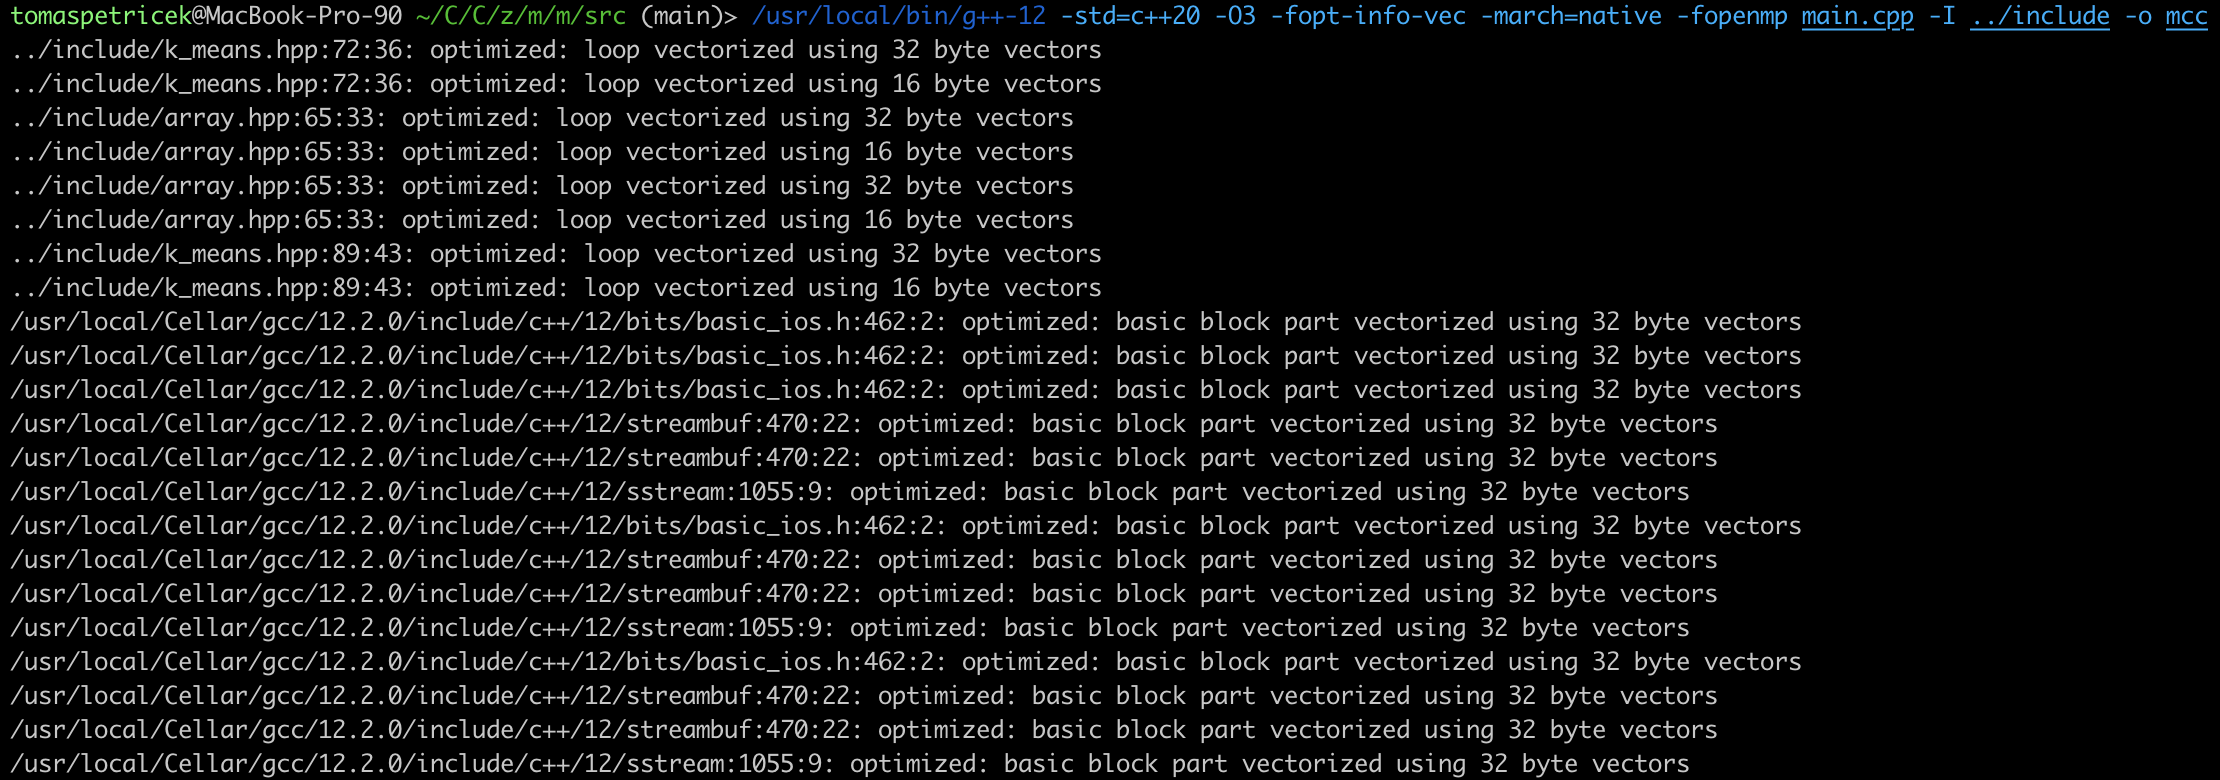 tomaspetricek@MacBook-Pro-90 ~/C/C/z/m/m/src (main)> /usr/local/bin/g++-12 -std=c++20 -O3 -fopt-info-vec -march=native -fopenmp main.cpp -I ../include -o mcc
../include/k_means.hpp:72:36: optimized: loop vectorized using 32 byte vectors
../include/k_means.hpp:72:36: optimized: loop vectorized using 16 byte vectors
../include/array.hpp:65:33: optimized: loop vectorized using 32 byte vectors
../include/array.hpp:65:33: optimized: loop vectorized using 16 byte vectors
../include/array.hpp:65:33: optimized: loop vectorized using 32 byte vectors
../include/array.hpp:65:33: optimized: loop vectorized using 16 byte vectors
../include/k_means.hpp:89:43: optimized: loop vectorized using 32 byte vectors
../include/k_means.hpp:89:43: optimized: loop vectorized using 16 byte vectors
/usr/local/Cellar/gcc/12.2.0/include/c++/12/bits/basic_ios.h:462:2: optimized: basic block part vectorized using 32 byte vectors
/usr/local/Cellar/gcc/12.2.0/include/c++/12/bits/basic_ios.h:462:2: optimized: basic block part vectorized using 32 byte vectors
/usr/local/Cellar/gcc/12.2.0/include/c++/12/bits/basic_ios.h:462:2: optimized: basic block part vectorized using 32 byte vectors
/usr/local/Cellar/gcc/12.2.0/include/c++/12/streambuf:470:22: optimized: basic block part vectorized using 32 byte vectors
/usr/local/Cellar/gcc/12.2.0/include/c++/12/streambuf:470:22: optimized: basic block part vectorized using 32 byte vectors
/usr/local/Cellar/gcc/12.2.0/include/c++/12/sstream:1055:9: optimized: basic block part vectorized using 32 byte vectors
/usr/local/Cellar/gcc/12.2.0/include/c++/12/bits/basic_ios.h:462:2: optimized: basic block part vectorized using 32 byte vectors
/usr/local/Cellar/gcc/12.2.0/include/c++/12/streambuf:470:22: optimized: basic block part vectorized using 32 byte vectors
/usr/local/Cellar/gcc/12.2.0/include/c++/12/streambuf:470:22: optimized: basic block part vectorized using 32 byte vectors
/usr/local/Cellar/gcc/12.2.0/include/c++/12/sstream:1055:9: optimized: basic block part vectorized using 32 byte vectors
/usr/local/Cellar/gcc/12.2.0/include/c++/12/bits/basic_ios.h:462:2: optimized: basic block part vectorized using 32 byte vectors
/usr/local/Cellar/gcc/12.2.0/include/c++/12/streambuf:470:22: optimized: basic block part vectorized using 32 byte vectors
/usr/local/Cellar/gcc/12.2.0/include/c++/12/streambuf:470:22: optimized: basic block part vectorized using 32 byte vectors
/usr/local/Cellar/gcc/12.2.0/include/c++/12/sstream:1055:9: optimized: basic block part vectorized using 32 byte vectors